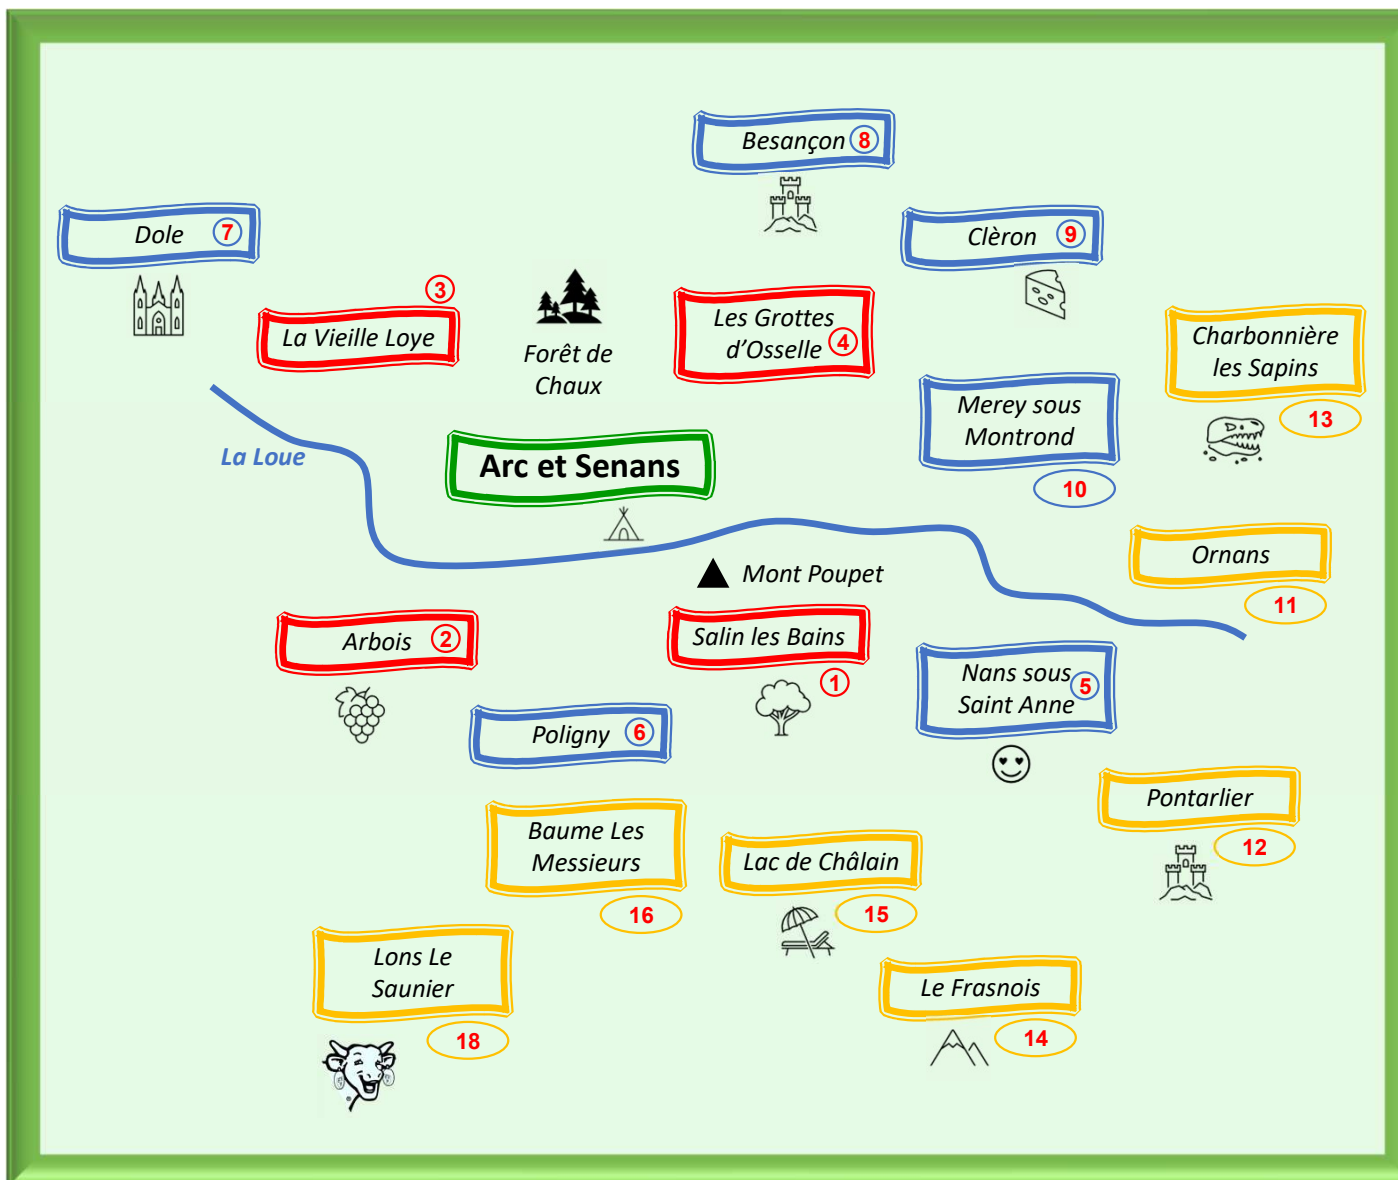 Besançon 8
Dole 7
Clèron 9
3
La Vieille Loye
Forêt de
Chaux
Les Grottes
d'Osselle 4
Charbonnière
les Sapins
13
Merey sous
Montrond
10
La Loue
Arc et Senans
Ornans
11
Mont Poupet
Arbois 2
Salin les Bains
1
Nans sous
Saint Anne 5
Poligny 6
Pontarlier
12
Baume Les
Messieurs
16
Lac de Châlain
15
Lons Le
Saunier
18
Le Frasnois
14